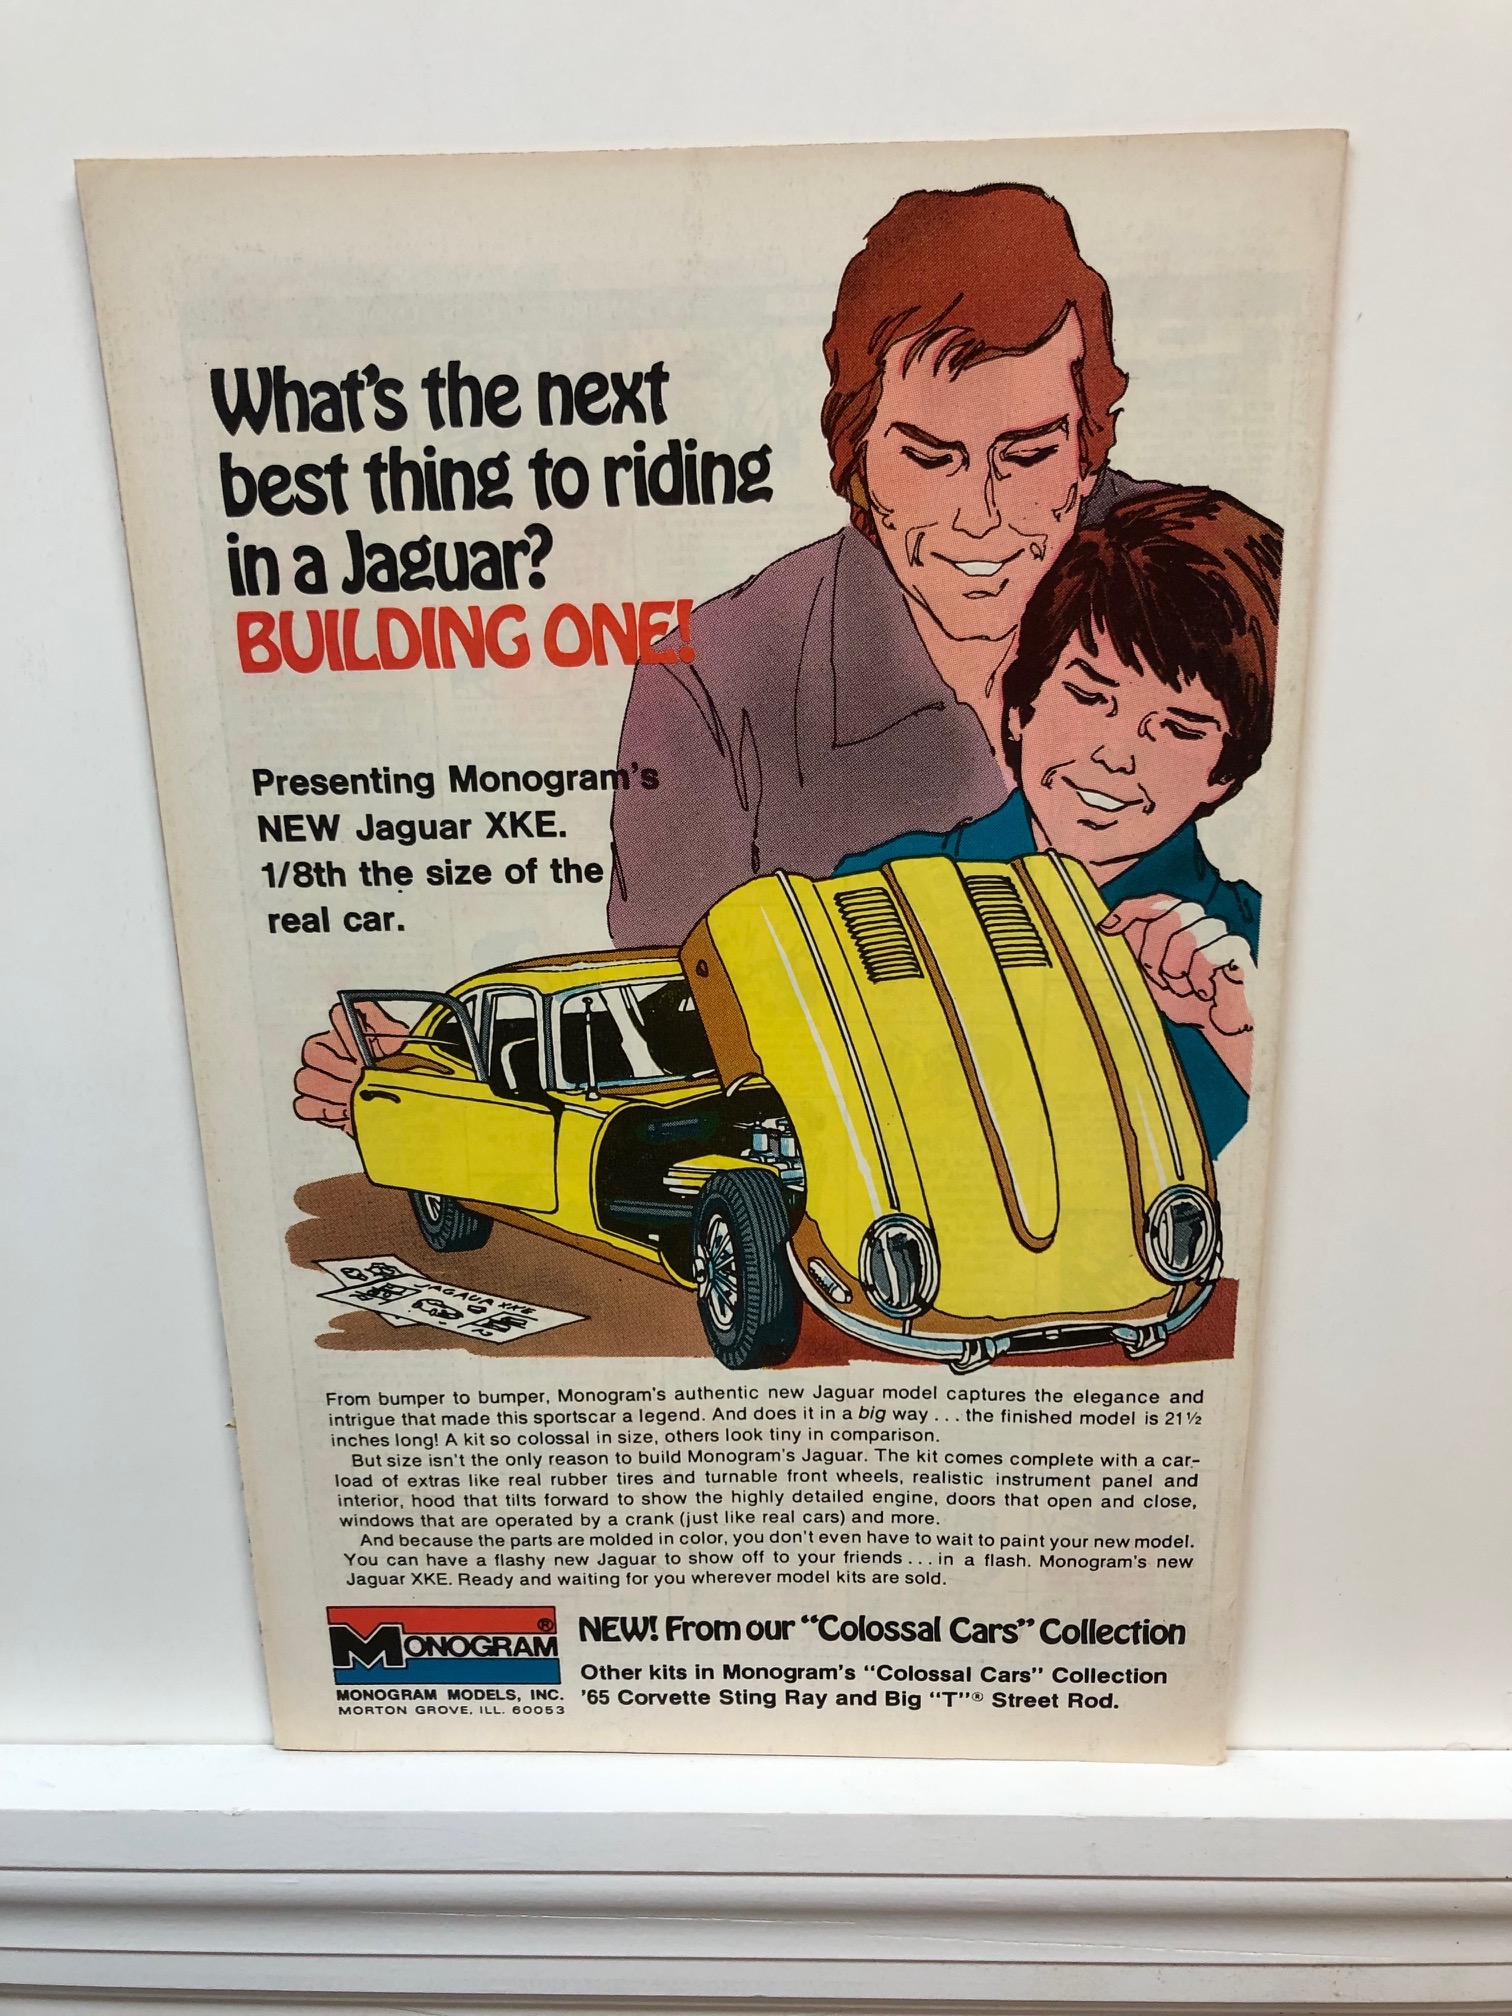 What's the next
best thing to riding
in a Jaguar?
BUILDING ONE!
Presenting Monogram's
NEW Jaguar XKE.
1/8th the size of the
real car.
JAGAUR XKE
From bumper to bumper, Monogram's authentic new Jaguar model captures the elegance and
intrigue that made this sportscar a legend. And does it in a big way . . . the finished model is 21½
inches long! A kit so colossal in size, others look tiny in comparison.
But size isn't the only reason to build Monogram's Jaguar. The kit comes complete with a car-
load of extras like real rubber tires and turnable front wheels, realistic instrument panel and
interior, hood that tilts forward to show the highly detailed engine, doors that open and close,
windows that are operated by a crank (just like real cars) and more.
And because the parts are molded in color, you don't even have to wait to paint your new model.
You can have a flashy new Jaguar to show off to your friends . . . in a flash. Monogram's new
Jaguar XKE. Ready and waiting for you wherever model kits are sold.
MONOGRAM®
MONOGRAM MODELS, INC.
MORTON GROVE, ILL. 60053
NEW! From our "Colossal Cars" Collection
Other kits in Monogram's "Colossal Cars" Collection
'65 Corvette Sting Ray and Big "T"® Street Rod.